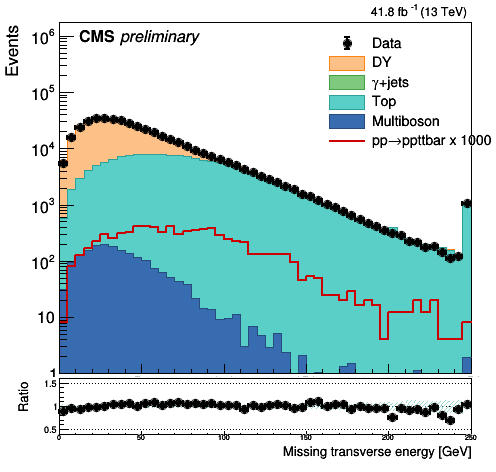 41.8 fb⁻¹ (13 TeV)
CMS preliminary
Events
10⁶
10⁵
10⁴
10³
10²
10
1
Data
DY
γ+jets
Top
Multiboson
pp→ppttbar x 1000
Ratio
1.5
1
0.5
0 50 100 150 200 250
Missing transverse energy [GeV]